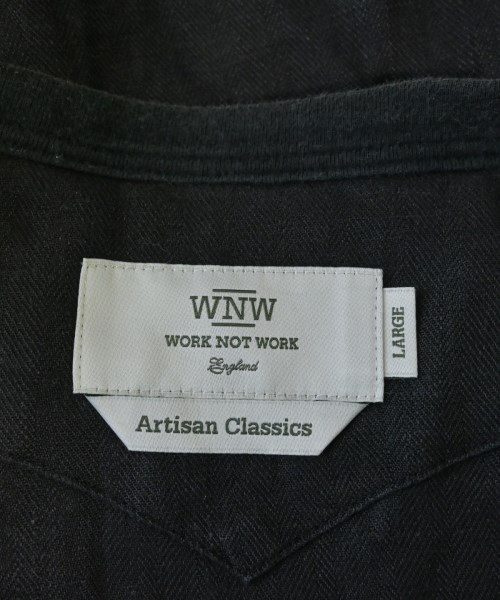 WNW
WORK NOT WORK
England
LARGE
Artisan Classics